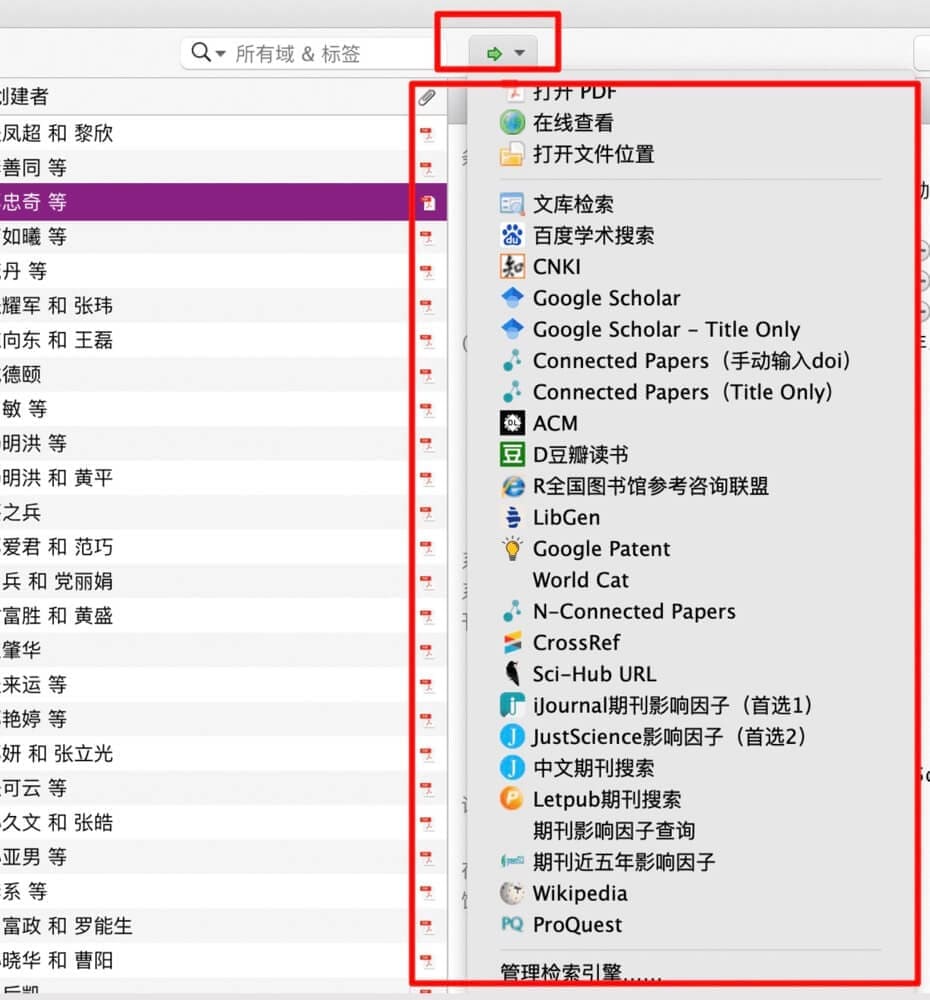 所有域 & 标签
创建者
凤超 和 黎欣
善同 等
忠奇 等
如曦 等
丹 等
耀军 和 张玮
向东 和 王磊
德颐
敏 等
明洪 等
明洪 和 黄平
之兵
爱君 和 范巧
兵 和 党丽娟
富胜 和 黄盛
肇华
来运 等
艳婷 等
妍 和 张立光
可云 等
久文 和 张皓
亚男 等
系 等
富政 和 罗能生
晓华 和 曹阳
打开 PDF
在线查看
打开文件位置
文库检索
百度学术搜索
CNKI
Google Scholar
Google Scholar - Title Only
Connected Papers（手动输入doi）
Connected Papers（Title Only）
ACM
D豆瓣读书
R全国图书馆参考咨询联盟
LibGen
Google Patent
World Cat
N-Connected Papers
CrossRef
Sci-Hub URL
iJournal期刊影响因子（首选1）
JustScience影响因子（首选2）
中文期刊搜索
Letpub期刊搜索
期刊影响因子查询
期刊近五年影响因子
Wikipedia
ProQuest
管理检索引擎……